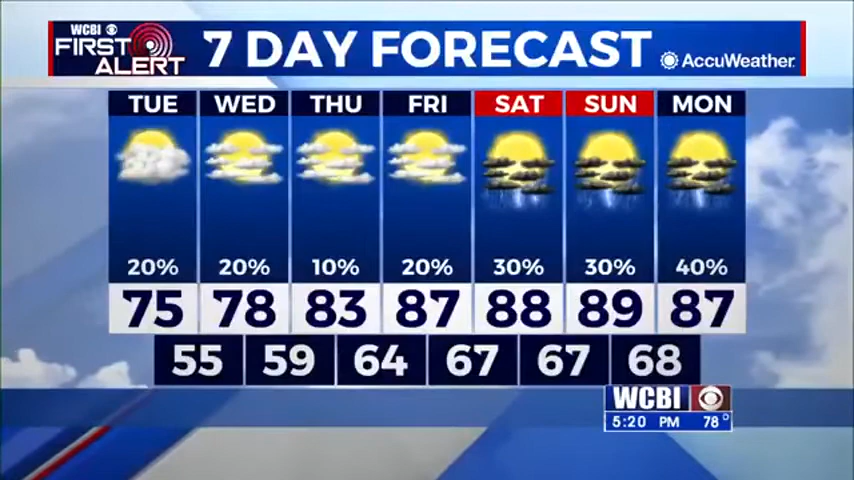 WCBI
FIRST
ALERT
7 DAY FORECAST
AccuWeather
TUE WED THU FRI SAT SUN MON
20% 20% 10% 20% 30% 30% 40%
75 78 83 87 88 89 87
55 59 64 67 67 68
WCBI
5:20 PM 78°